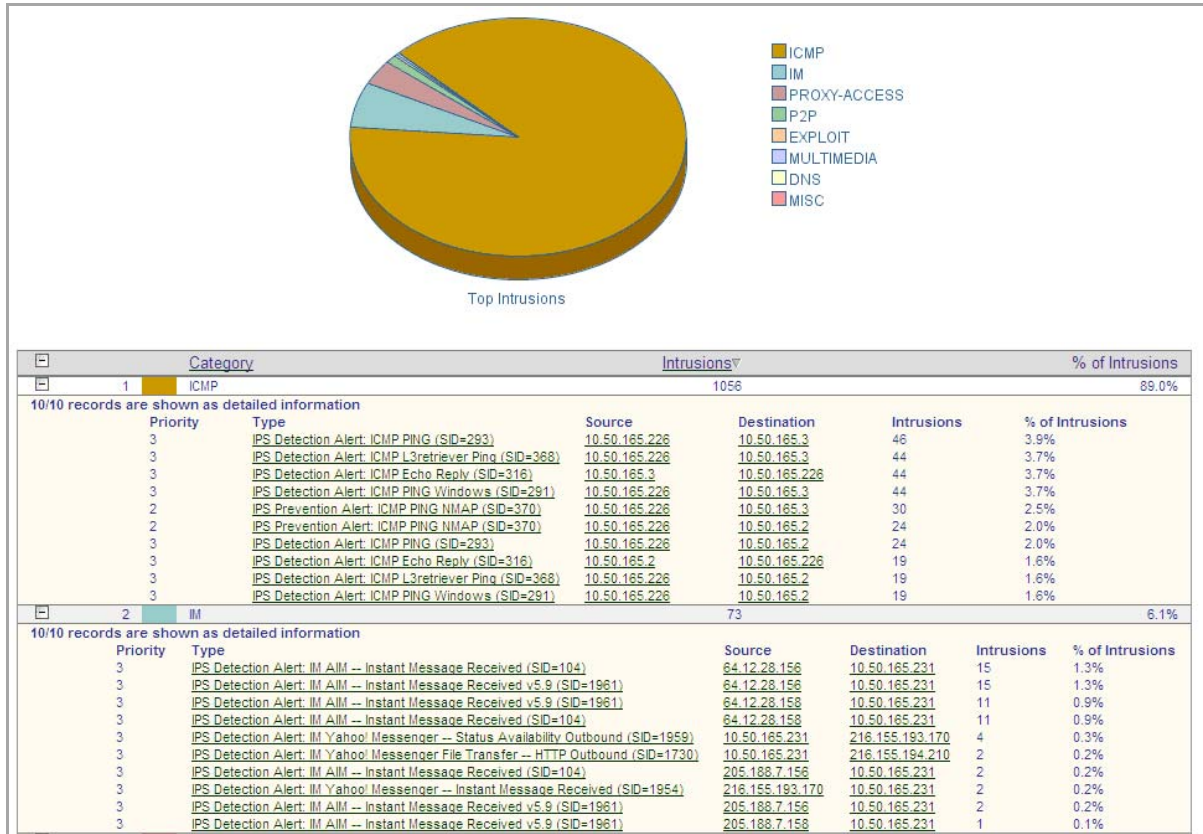 ICMP
IM
PROXY-ACCESS
P2P
EXPLOIT
MULTIMEDIA
DNS
MISC
Top Intrusions
Category Intrusions % of Intrusions
1 ICMP 1056 89.0%
10/10 records are shown as detailed information
Priority Type Source Destination Intrusions % of Intrusions
3 IPS Detection Alert: ICMP PING (SID=293) 10.50.165.226 10.50.165.3 46 3.9%
3 IPS Detection Alert: ICMP L3retriever Ping (SID=368) 10.50.165.226 10.50.165.3 44 3.7%
3 IPS Detection Alert: ICMP Echo Reply (SID=316) 10.50.165.3 10.50.165.226 44 3.7%
3 IPS Detection Alert: ICMP PING Windows (SID=291) 10.50.165.226 10.50.165.3 44 3.7%
2 IPS Prevention Alert: ICMP PING NMAP (SID=370) 10.50.165.226 10.50.165.3 30 2.5%
2 IPS Prevention Alert: ICMP PING NMAP (SID=370) 10.50.165.226 10.50.165.2 24 2.0%
3 IPS Detection Alert: ICMP PING (SID=293) 10.50.165.226 10.50.165.2 24 2.0%
3 IPS Detection Alert: ICMP Echo Reply (SID=316) 10.50.165.2 10.50.165.226 19 1.6%
3 IPS Detection Alert: ICMP L3retriever Ping (SID=368) 10.50.165.226 10.50.165.2 19 1.6%
3 IPS Detection Alert: ICMP PING Windows (SID=291) 10.50.165.226 10.50.165.2 19 1.6%
2 IM 73 6.1%
10/10 records are shown as detailed information
Priority Type Source Destination Intrusions % of Intrusions
3 IPS Detection Alert: IM AIM -- Instant Message Received (SID=104) 64.12.28.156 10.50.165.231 15 1.3%
3 IPS Detection Alert: IM AIM -- Instant Message Received v5.9 (SID=1961) 64.12.28.156 10.50.165.231 15 1.3%
3 IPS Detection Alert: IM AIM -- Instant Message Received v5.9 (SID=1961) 64.12.28.158 10.50.165.231 11 0.9%
3 IPS Detection Alert: IM AIM -- Instant Message Received (SID=104) 64.12.28.158 10.50.165.231 11 0.9%
3 IPS Detection Alert: IM Yahoo! Messenger -- Status Availability Outbound (SID=1959) 10.50.165.231 216.155.193.170 4 0.3%
3 IPS Detection Alert: IM Yahoo! Messenger File Transfer -- HTTP Outbound (SID=1730) 10.50.165.231 216.155.194.210 2 0.2%
3 IPS Detection Alert: IM AIM -- Instant Message Received (SID=104) 205.188.7.156 10.50.165.231 2 0.2%
3 IPS Detection Alert: IM Yahoo! Messenger -- Instant Message Received (SID=1954) 216.155.193.170 10.50.165.231 2 0.2%
3 IPS Detection Alert: IM AIM -- Instant Message Received v5.9 (SID=1961) 205.188.7.156 10.50.165.231 2 0.2%
3 IPS Detection Alert: IM AIM -- Instant Message Received v5.9 (SID=1961) 205.188.7.158 10.50.165.231 1 0.1%